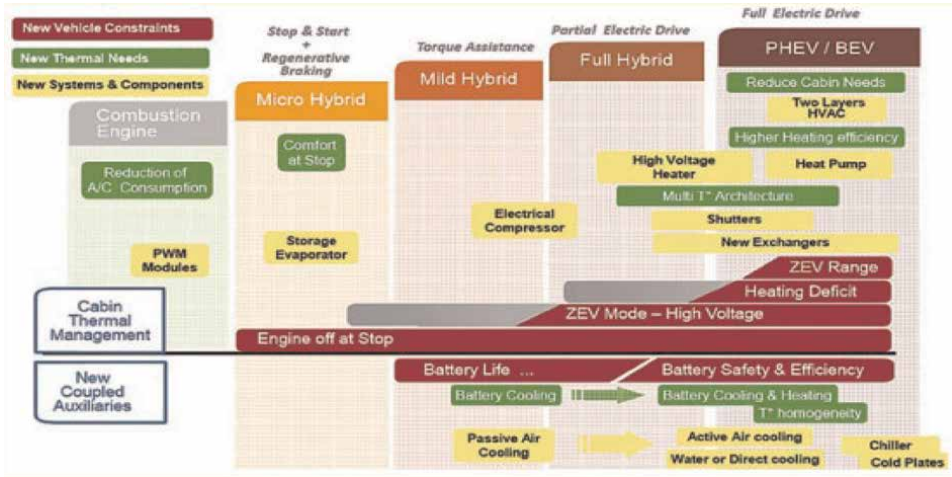 New Vehicle Constraints
New Thermal Needs
New Systems & Components
Stop & Start
+
Regenerative
Braking
Torque Assistance
Partial Electric Drive
Full Electric Drive
Combustion
Engine
Micro Hybrid
Mild Hybrid
Full Hybrid
PHEV / BEV
Reduce Cabin Needs
Two Layers
HVAC
Higher Heating efficiency
Heat Pump
Reduction of
A/C Consumption
Comfort
at Stop
High Voltage
Heater
Multi T° Architecture
Electrical
Compressor
Shutters
New Exchangers
PWM
Modules
Storage
Evaporator
ZEV Range
Heating Deficit
ZEV Mode – High Voltage
Engine off at Stop
Cabin
Thermal
Management
New
Coupled
Auxiliaries
Battery Life ...
Battery Safety & Efficiency
Battery Cooling
Battery Cooling & Heating
T° homogeneity
Passive Air
Cooling
Active Air cooling
Water or Direct cooling
Chiller
Cold Plates